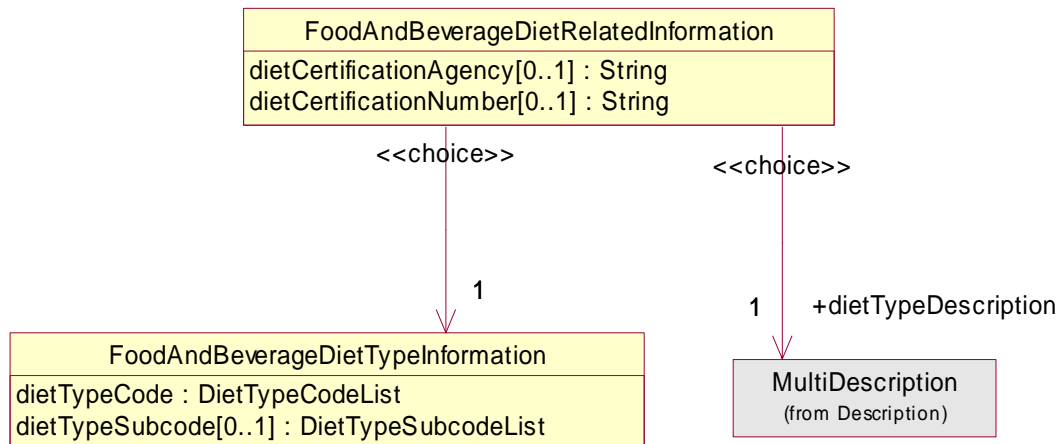 FoodAndBeverageDietRelatedInformation
dietCertificationAgency[0..1] : String
dietCertificationNumber[0..1] : String
<<choice>>
<<choice>>
1
1
+dietTypeDescription
FoodAndBeverageDietTypeInformation
dietTypeCode : DietTypeCodeList
dietTypeSubcode[0..1] : DietTypeSubcodeList
MultiDescription
(from Description)